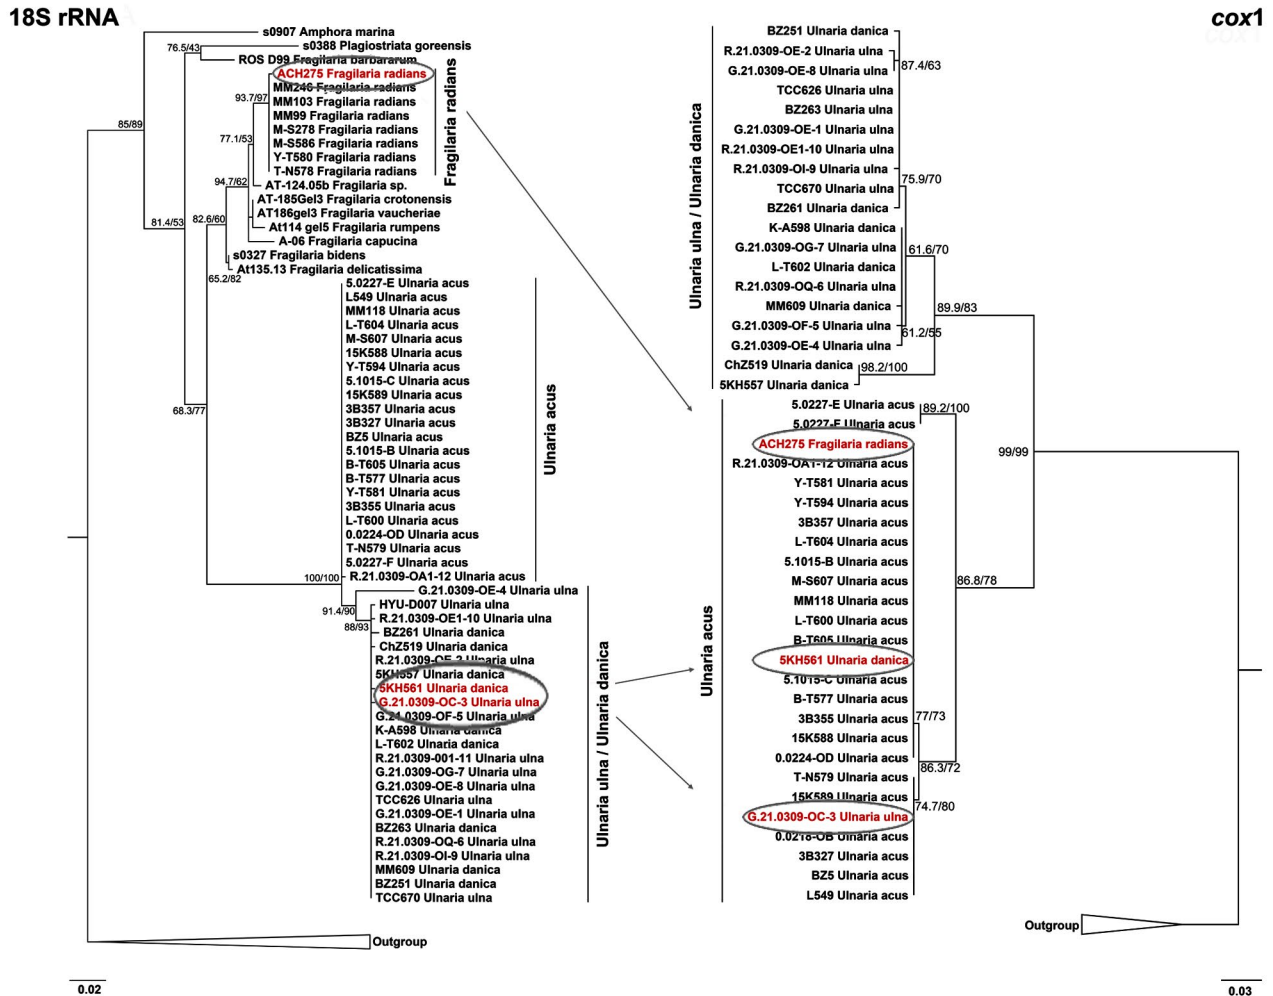 18S rRNA
s0907 Amphora marina
76.5/43
s0388 Plagiostriata goreensis
ROS D99 Fragilaria barbararum
ACH275 Fragilaria radians
MM246 Fragilaria radians
93.7/97
MM103 Fragilaria radians
MM99 Fragilaria radians
85/89
M-S278 Fragilaria radians
77.1/53
M-S586 Fragilaria radians
Y-T580 Fragilaria radians
T-N578 Fragilaria radians
Fragilaria radians
94.7/62
AT-124.05b Fragilaria sp.
AT-185Gel3 Fragilaria crotonensis
AT186gel3 Fragilaria vaucheriae
81.4/53
82.6/60
At114 gel5 Fragilaria rumpens
A-06 Fragilaria capucina
s0327 Fragilaria bidens
At135.13 Fragilaria delicatissima
65.2/82
5.0227-E Ulnaria acus
L549 Ulnaria acus
MM118 Ulnaria acus
L-T604 Ulnaria acus
M-S607 Ulnaria acus
15K588 Ulnaria acus
Y-T594 Ulnaria acus
5.1015-C Ulnaria acus
15K589 Ulnaria acus
3B357 Ulnaria acus
68.3/77
3B327 Ulnaria acus
BZ5 Ulnaria acus
5.1015-B Ulnaria acus
B-T605 Ulnaria acus
B-T577 Ulnaria acus
Y-T581 Ulnaria acus
3B355 Ulnaria acus
L-T600 Ulnaria acus
0.0224-OD Ulnaria acus
T-N579 Ulnaria acus
5.0227-F Ulnaria acus
100/100
R.21.0309-OA1-12 Ulnaria acus
Ulnaria acus
G.21.0309-OE-4 Ulnaria ulna
91.4/90
HYU-D007 Ulnaria ulna
R.21.0309-OE1-10 Ulnaria ulna
88/93
BZ261 Ulnaria danica
ChZ519 Ulnaria danica
R.21.0309-OE-2 Ulnaria ulna
5KH557 Ulnaria danica
5KH561 Ulnaria danica
G.21.0309-OC-3 Ulnaria ulna
G.21.0309-OF-5 Ulnaria ulna
K-A598 Ulnaria danica
L-T602 Ulnaria danica
R.21.0309-001-11 Ulnaria ulna
G.21.0309-OG-7 Ulnaria ulna
G.21.0309-OE-8 Ulnaria ulna
TCC626 Ulnaria ulna
G.21.0309-OE-1 Ulnaria ulna
BZ263 Ulnaria danica
R.21.0309-OQ-6 Ulnaria ulna
R.21.0309-OI-9 Ulnaria ulna
MM609 Ulnaria danica
BZ251 Ulnaria danica
TCC670 Ulnaria ulna
Ulnaria ulna / Ulnaria danica
Outgroup
0.02
cox1
BZ251 Ulnaria danica
R.21.0309-OE-2 Ulnaria ulna
87.4/63
G.21.0309-OE-8 Ulnaria ulna
TCC626 Ulnaria ulna
BZ263 Ulnaria ulna
G.21.0309-OE-1 Ulnaria ulna
R.21.0309-OE1-10 Ulnaria ulna
R.21.0309-OI-9 Ulnaria ulna
75.9/70
TCC670 Ulnaria ulna
BZ261 Ulnaria danica
K-A598 Ulnaria danica
G.21.0309-OG-7 Ulnaria ulna
61.6/70
L-T602 Ulnaria danica
R.21.0309-OQ-6 Ulnaria ulna
MM609 Ulnaria danica
89.9/83
G.21.0309-OF-5 Ulnaria ulna
61.2/55
G.21.0309-OE-4 Ulnaria ulna
ChZ519 Ulnaria danica
98.2/100
5KH557 Ulnaria danica
Ulnaria ulna / Ulnaria danica
5.0227-E Ulnaria acus
89.2/100
5.0227-F Ulnaria acus
ACH275 Fragilaria radians
99/99
R.21.0309-OA1-12 Ulnaria acus
Y-T581 Ulnaria acus
Y-T594 Ulnaria acus
3B357 Ulnaria acus
L-T604 Ulnaria acus
5.1015-B Ulnaria acus
M-S607 Ulnaria acus
86.8/78
MM118 Ulnaria acus
L-T600 Ulnaria acus
B-T605 Ulnaria acus
5KH561 Ulnaria danica
5.1015-C Ulnaria acus
B-T577 Ulnaria acus
3B355 Ulnaria acus
77/73
15K588 Ulnaria acus
0.0224-OD Ulnaria acus
86.3/72
T-N579 Ulnaria acus
15K589 Ulnaria acus
74.7/80
G.21.0309-OC-3 Ulnaria ulna
0.0218-OB Ulnaria acus
3B327 Ulnaria acus
BZ5 Ulnaria acus
L549 Ulnaria acus
Ulnaria acus
Outgroup
0.03